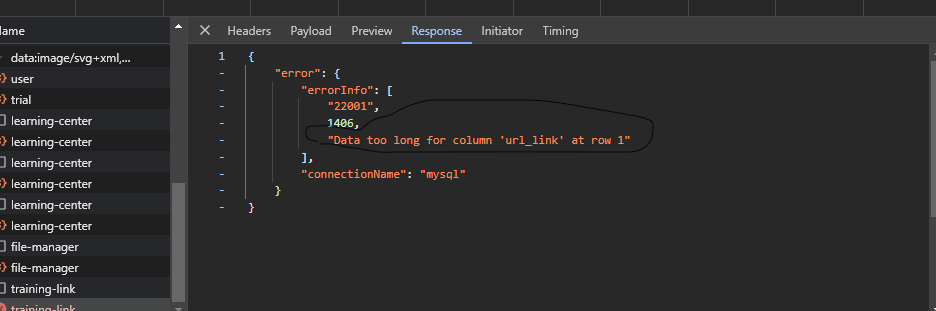 Name
Headers Payload Preview Response Initiator Timing
data:image/svg+xml,...
user
trial
learning-center
learning-center
learning-center
learning-center
learning-center
learning-center
file-manager
file-manager
training-link
training-link
1 {
- "error": {
- "errorInfo": [
- "22001",
- 1406,
- "Data too long for column 'url_link' at row 1"
- ],
- "connectionName": "mysql"
- }
- }